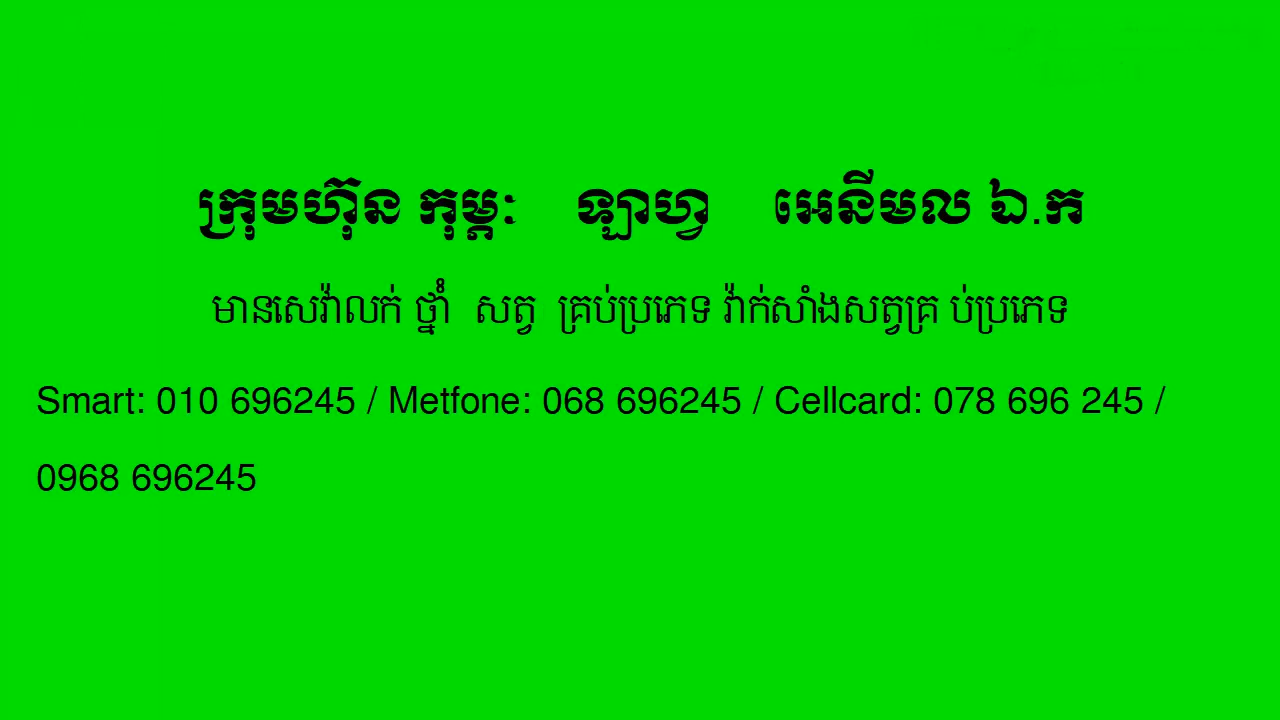 ក្រុមហ៊ុន កុម្ភៈ ឡាហ្វ អេនីមល ឯ.ក
មានសេវ៉ាលក់ ថ្នាំ សត្វ គ្រប់ប្រភេទ វ៉ាក់សាំងសត្វគ្រ ប់ប្រភេទ
Smart: 010 696245 / Metfone: 068 696245 / Cellcard: 078 696 245 /
0968 696245